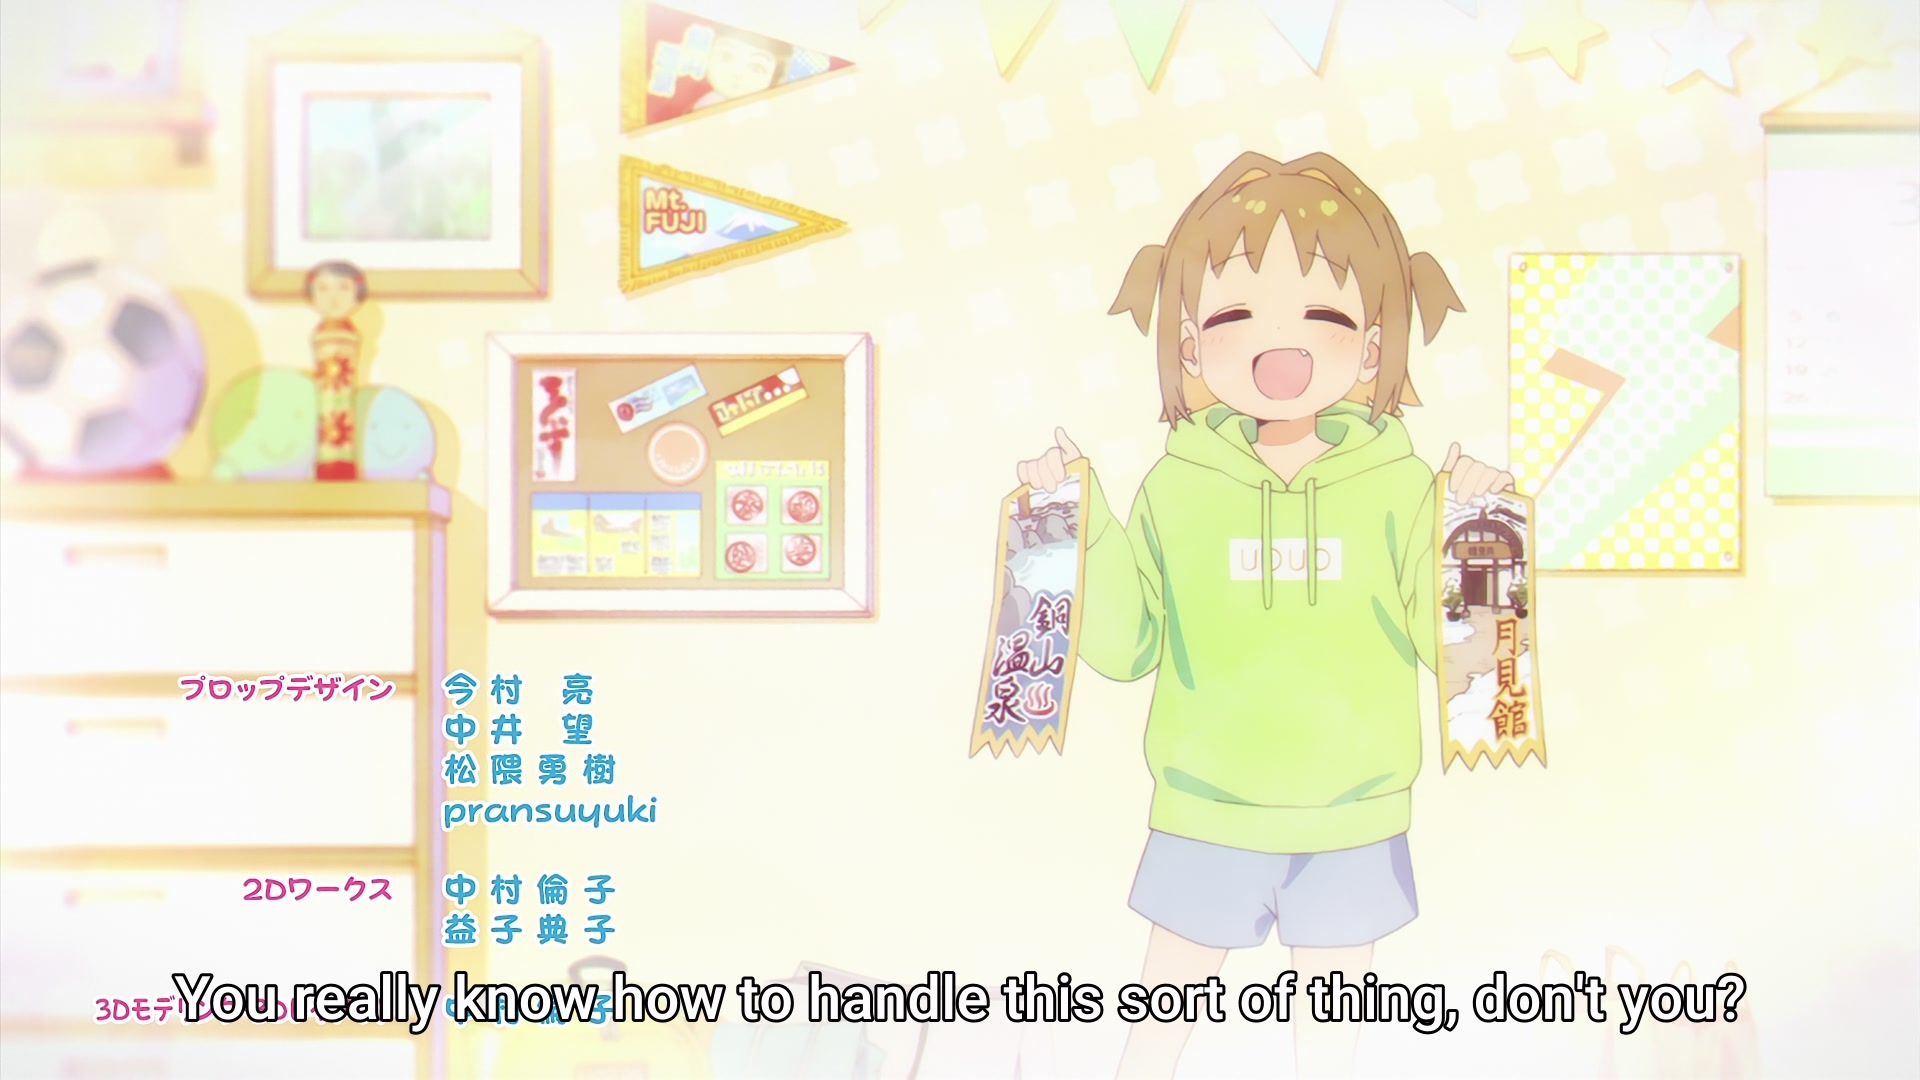 Mt.
FUJI
UOUO
銅山
温泉
月見館
プロップデザイン 今村 亮
中井 望
松隈勇樹
pransuyuki
2Dワークス 中村倫子
益子典子
You really know how to handle this sort of thing, don't you?